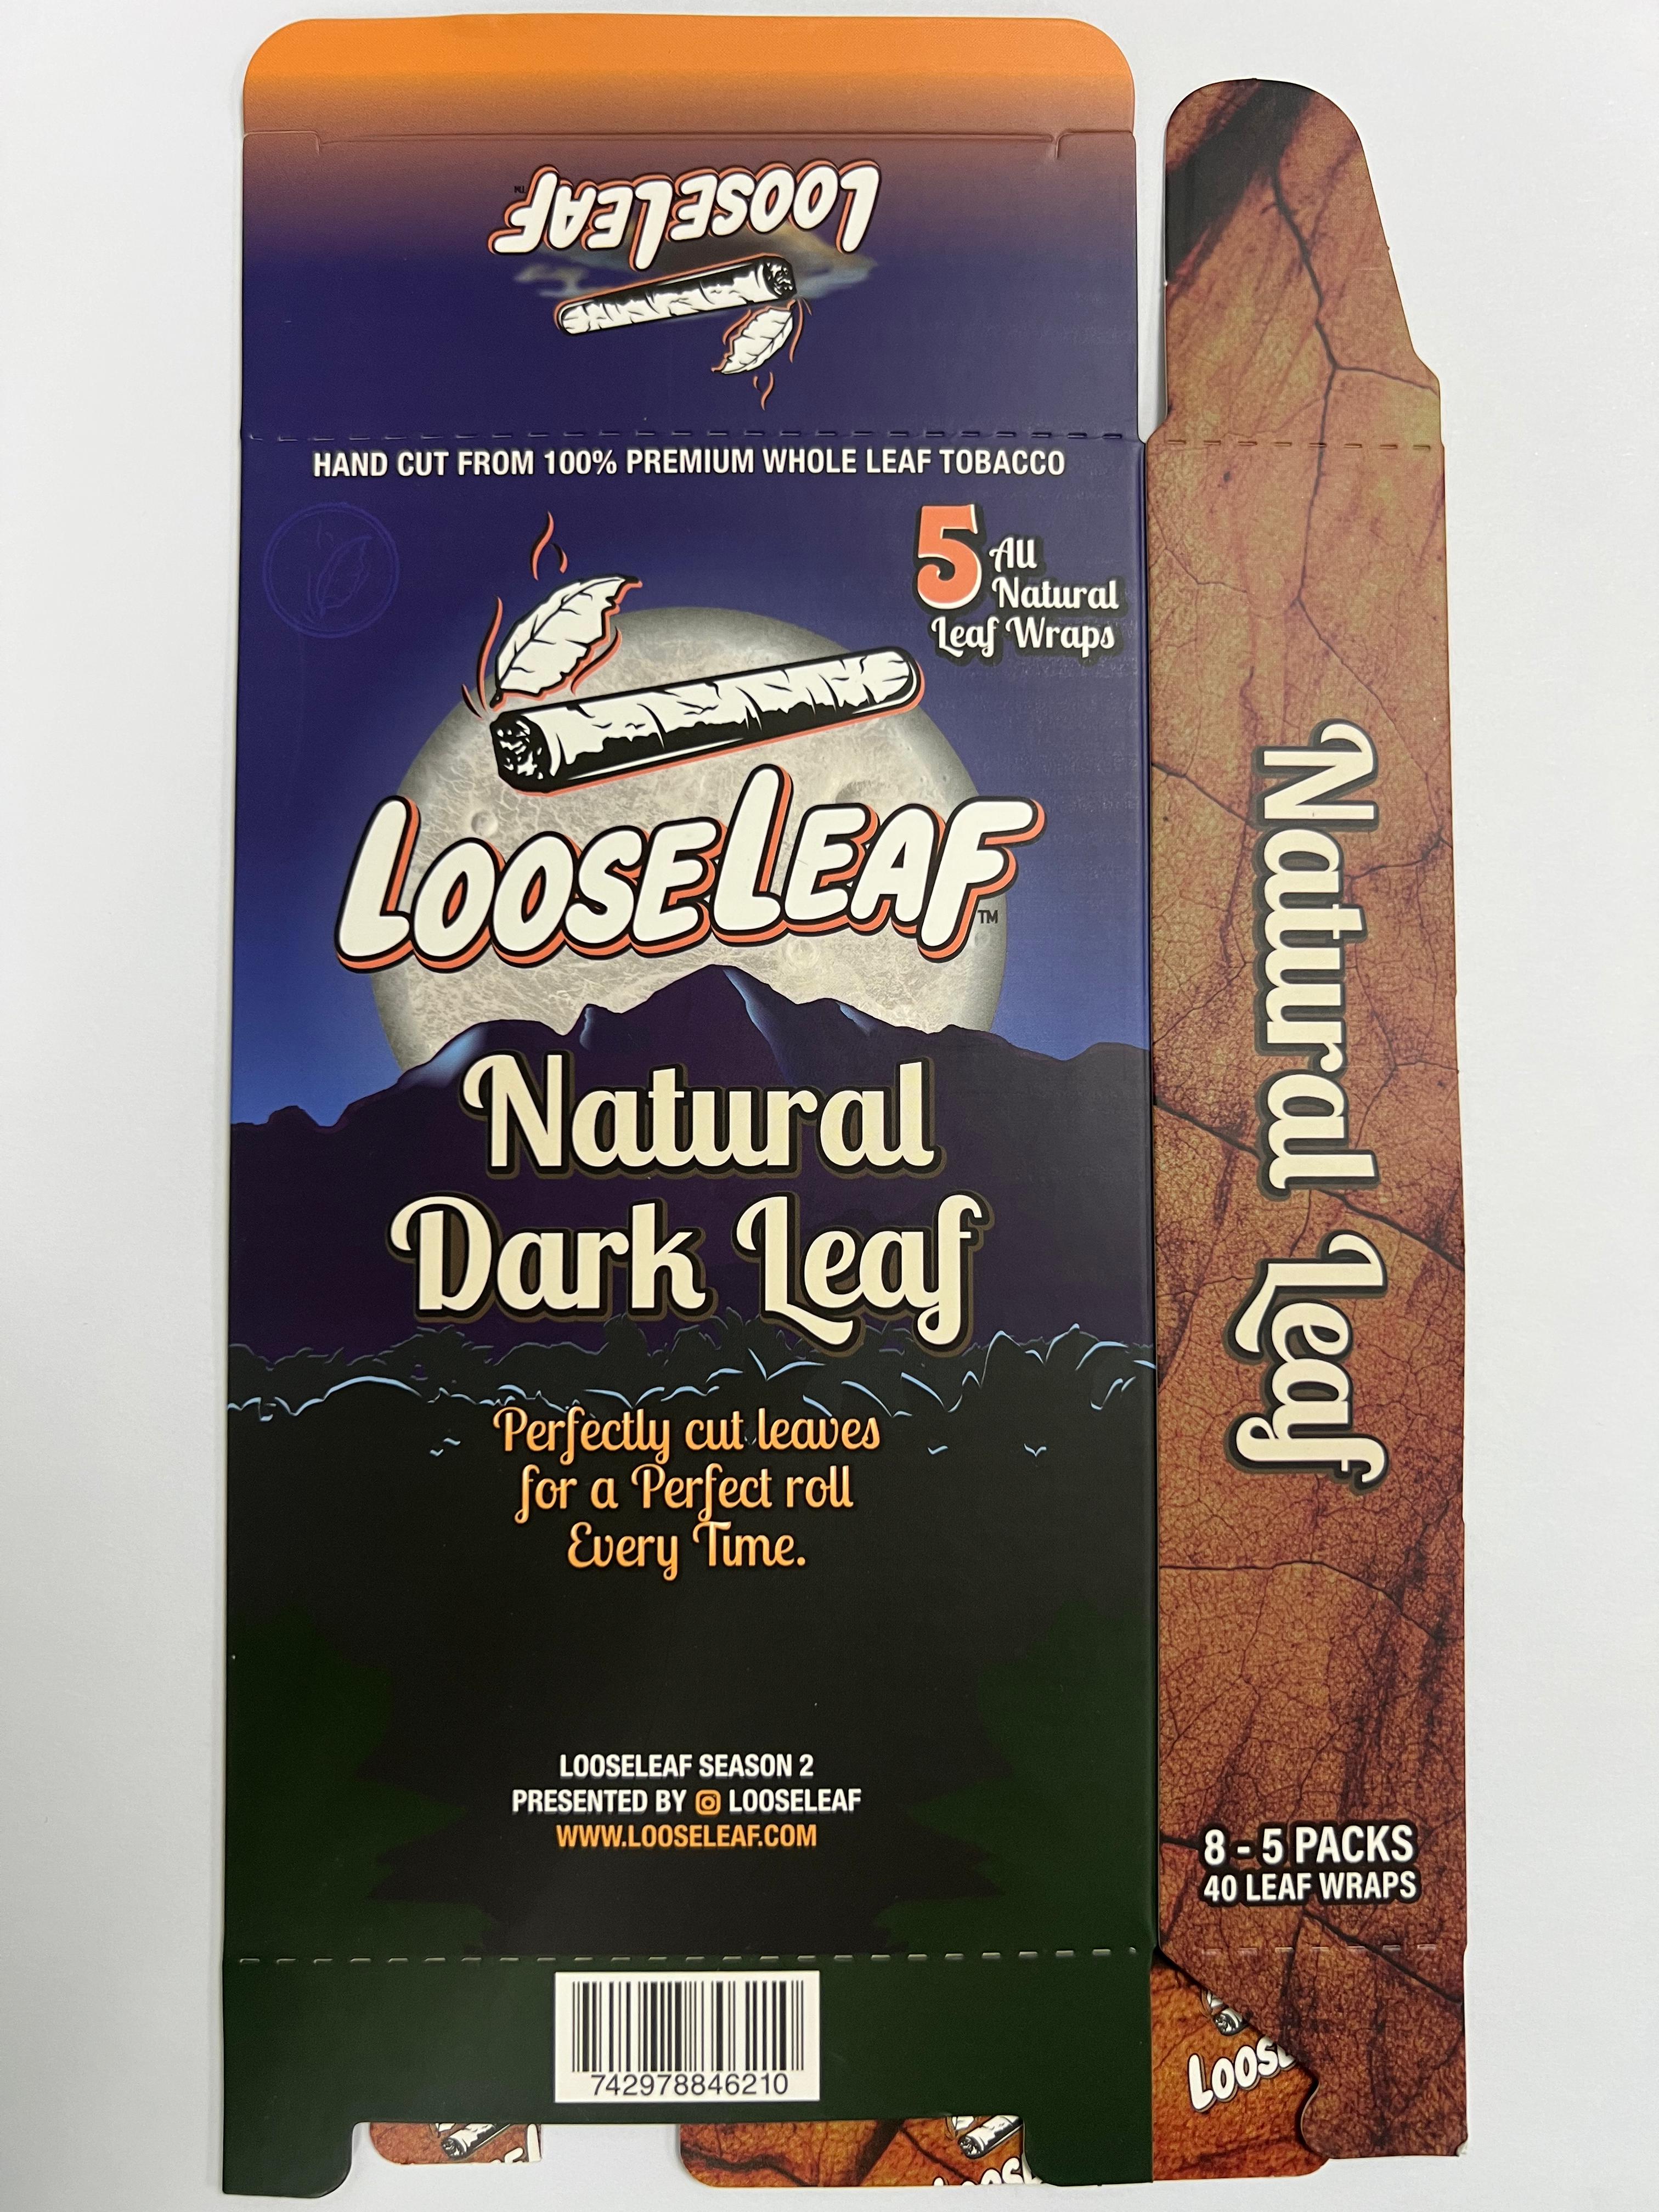 LOOSELEAF
TM
HAND CUT FROM 100% PREMIUM WHOLE LEAF TOBACCO
5 All
Natural
Leaf Wraps
LOOSELEAF TM
Natural
Dark Leaf
Perfectly cut leaves
for a Perfect roll
Every Time.
LOOSELEAF SEASON 2
PRESENTED BY LOOSELEAF
WWW.LOOSELEAF.COM
742978846210
Natural Leaf
8 - 5 PACKS
40 LEAF WRAPS